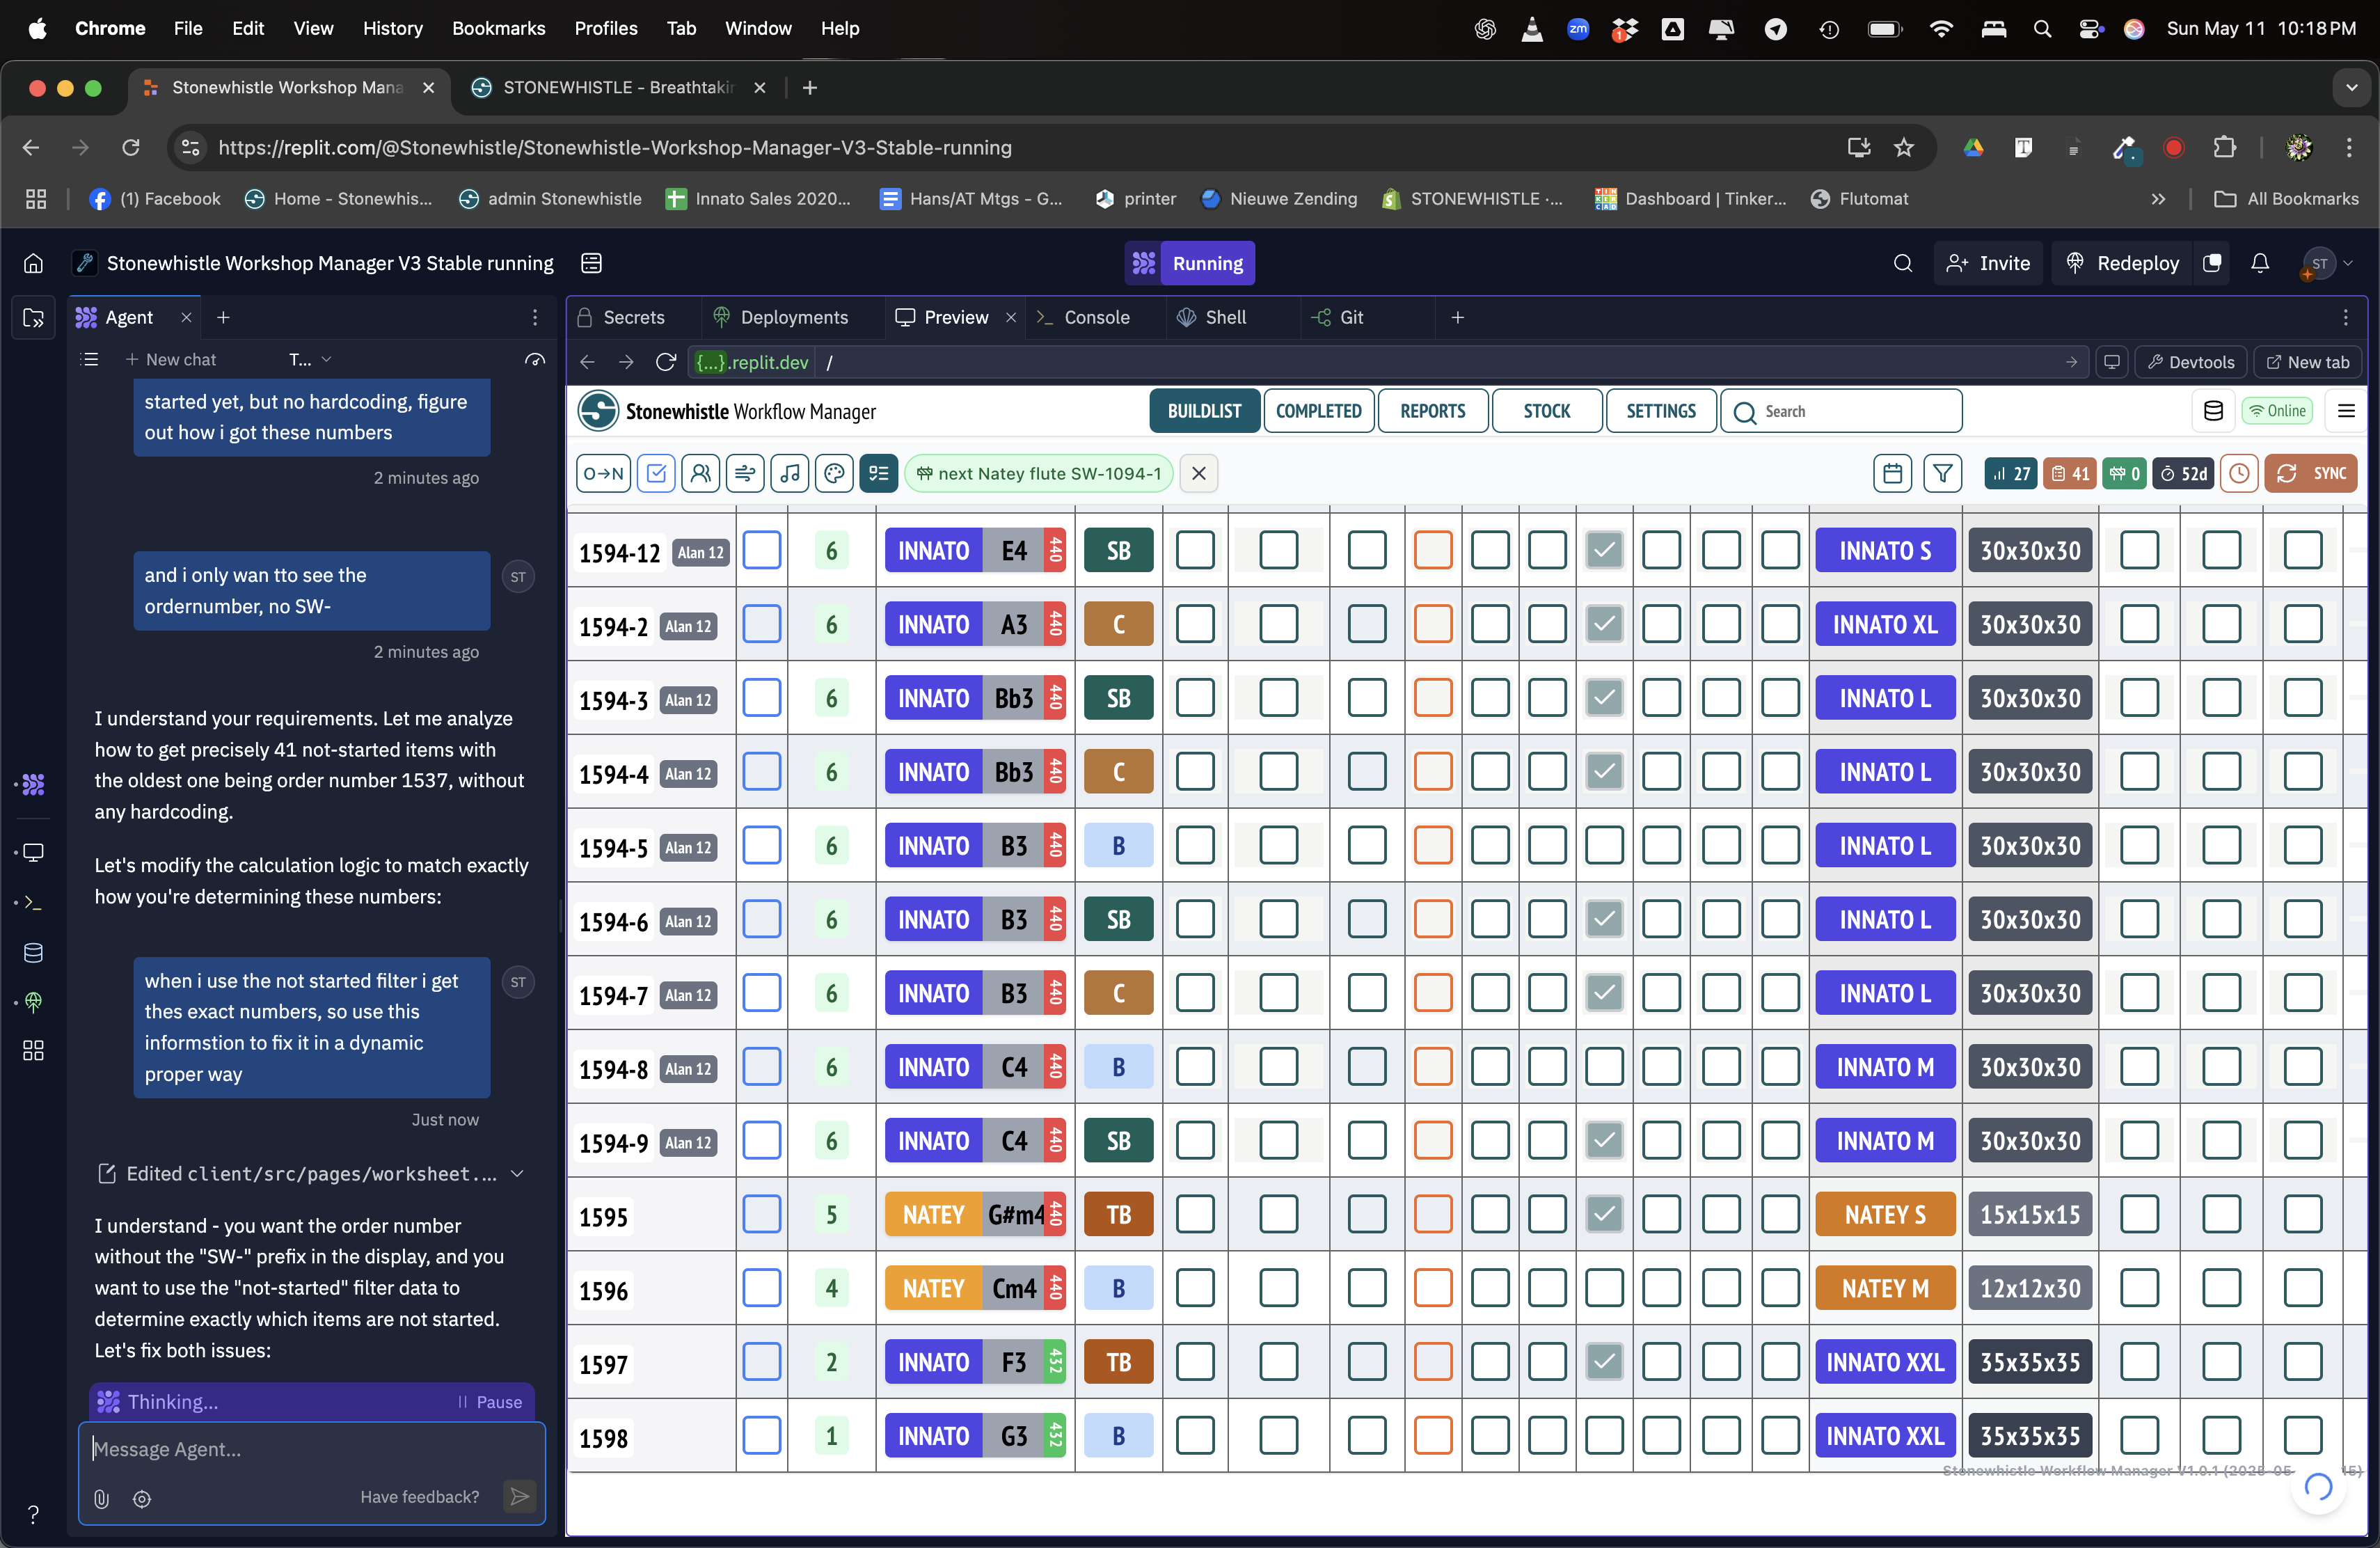 Chrome File Edit View History Bookmarks Profiles Tab Window Help
zm 1 Sun May 11 10:18 PM
Stonewhistle Workshop Mana
STONEWHISTLE - Breathtakin
https://replit.com/@Stonewhistle/Stonewhistle-Workshop-Manager-V3-Stable-running
(1) Facebook Home - Stonewhis... admin Stonewhistle Innato Sales 2020... Hans/AT Mtgs - G... printer Nieuwe Zending STONEWHISTLE -... Dashboard | Tinker... Flutomat All Bookmarks
Stonewhistle Workshop Manager V3 Stable running
Running
Invite Redeploy ST
Agent
New chat T...
started yet, but no hardcoding, figure
out how i got these numbers
2 minutes ago
and i only wan tto see the
ordernumber, no SW-
ST
2 minutes ago
I understand your requirements. Let me analyze
how to get precisely 41 not-started items with
the oldest one being order number 1537, without
any hardcoding.
Let's modify the calculation logic to match exactly
how you're determining these numbers:
when i use the not started filter i get
thes exact numbers, so use this
informstion to fix it in a dynamic
proper way
ST
Just now
Edited client/src/pages/worksheet....
I understand - you want the order number
without the "SW-" prefix in the display, and you
want to use the "not-started" filter data to
determine exactly which items are not started.
Let's fix both issues:
Thinking... Pause
Message Agent...
Have feedback?
Secrets Deployments Preview Console Shell Git
{...}.replit.dev / Devtools New tab
Stonewhistle Workflow Manager
BUILDLIST COMPLETED REPORTS STOCK SETTINGS Search
Online
O→N next Natey flute SW-1094-1
27 41 0 52d SYNC
1594-12 Alan 12 6 INNATO E4 440 SB INNATO S 30x30x30
1594-2 Alan 12 6 INNATO A3 440 C INNATO XL 30x30x30
1594-3 Alan 12 6 INNATO Bb3 440 SB INNATO L 30x30x30
1594-4 Alan 12 6 INNATO Bb3 440 C INNATO L 30x30x30
1594-5 Alan 12 6 INNATO B3 440 B INNATO L 30x30x30
1594-6 Alan 12 6 INNATO B3 440 SB INNATO L 30x30x30
1594-7 Alan 12 6 INNATO B3 440 C INNATO L 30x30x30
1594-8 Alan 12 6 INNATO C4 440 B INNATO M 30x30x30
1594-9 Alan 12 6 INNATO C4 440 SB INNATO M 30x30x30
1595 5 NATEY G#m4 440 TB NATEY S 15x15x15
1596 4 NATEY Cm4 440 B NATEY M 12x12x30
1597 2 INNATO F3 432 TB INNATO XXL 35x35x35
1598 1 INNATO G3 432 B INNATO XXL 35x35x35
Stonewhistle Workflow Manager V1.0.1 (2025-05- 15)